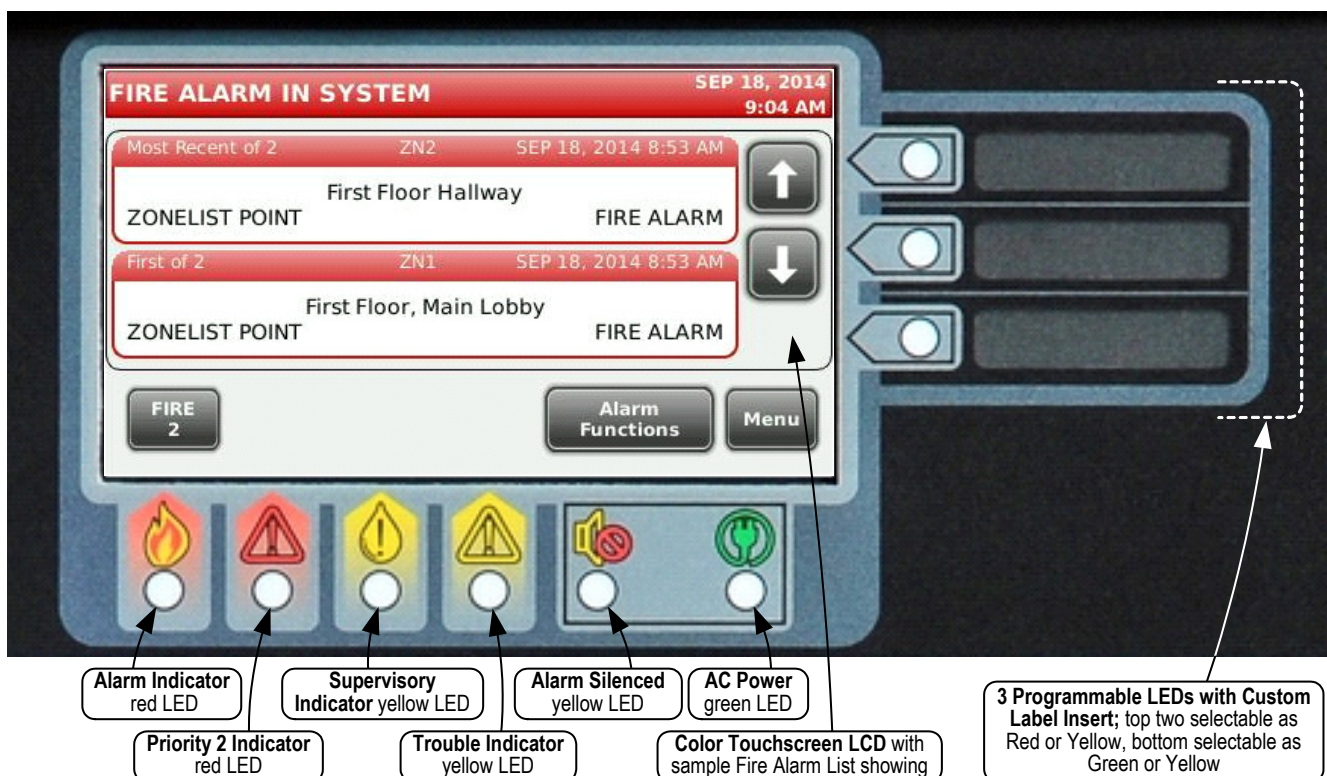 FIRE ALARM IN SYSTEM
SEP 18, 2014
9:04 AM
Most Recent of 2 ZN2 SEP 18, 2014 8:53 AM
First Floor Hallway
ZONELIST POINT FIRE ALARM
First of 2 ZN1 SEP 18, 2014 8:53 AM
First Floor, Main Lobby
ZONELIST POINT FIRE ALARM
FIRE
2
Alarm
Functions
Menu
Alarm Indicator
red LED
Supervisory
Indicator yellow LED
Alarm Silenced
yellow LED
AC Power
green LED
Priority 2 Indicator
red LED
Trouble Indicator
yellow LED
Color Touchscreen LCD with
sample Fire Alarm List showing
3 Programmable LEDs with Custom
Label Insert; top two selectable as
Red or Yellow, bottom selectable as
Green or Yellow